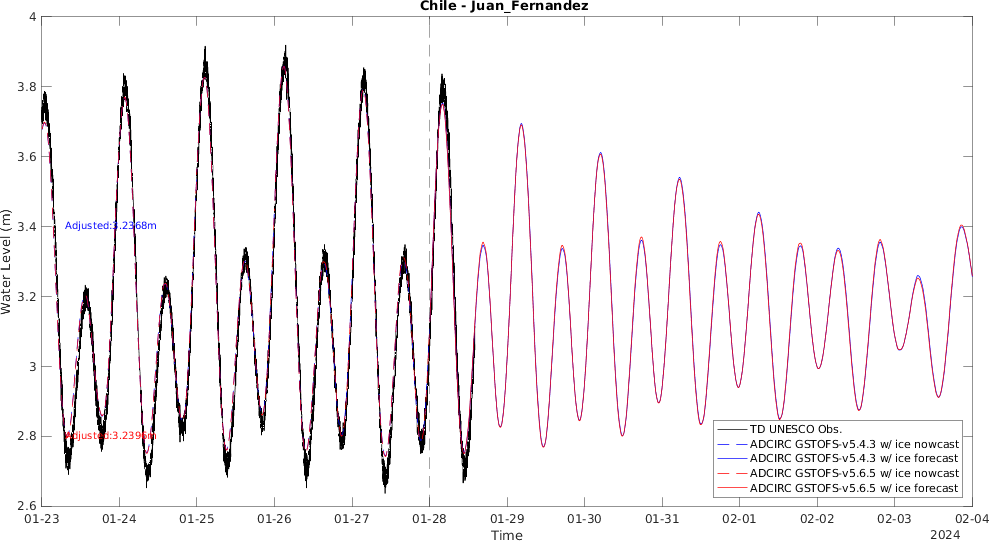 Chile - Juan_Fernandez
4
3.8
3.6
3.4
3.2
3
2.8
2.6
Water Level (m)
Adjusted:3.2368m
Adjusted:3.2396m
TD UNESCO Obs.
ADCIRC GSTOFS-v5.4.3 w/ ice nowcast
ADCIRC GSTOFS-v5.4.3 w/ ice forecast
ADCIRC GSTOFS-v5.6.5 w/ ice nowcast
ADCIRC GSTOFS-v5.6.5 w/ ice forecast
01-23 01-24 01-25 01-26 01-27 01-28 01-29 01-30 01-31 02-01 02-02 02-03 02-04
Time
2024